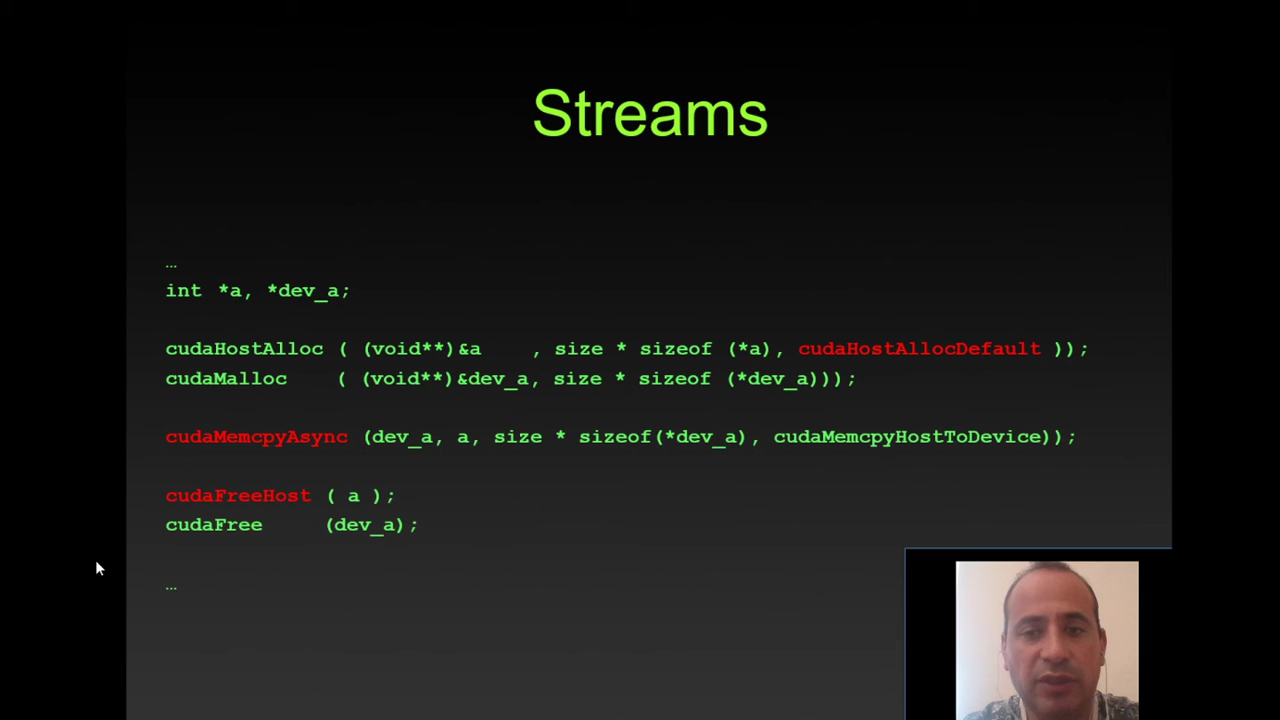 Streams
…
int *a, *dev_a;
cudaHostAlloc ( (void**)&a , size * sizeof (*a), cudaHostAllocDefault ));
cudaMalloc ( (void**)&dev_a, size * sizeof (*dev_a)));
cudaMemcpyAsync (dev_a, a, size * sizeof(*dev_a), cudaMemcpyHostToDevice));
cudaFreeHost ( a );
cudaFree (dev_a);
…